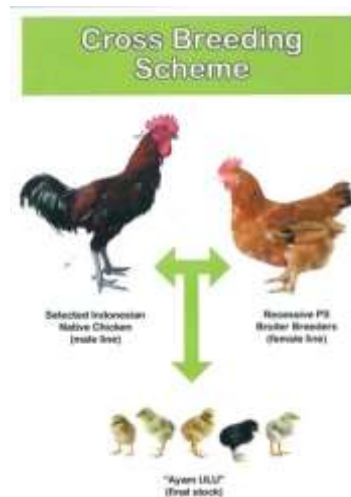 Cross Breeding
Scheme
Selected Indonesian
Native Chicken
(male line)
Recessive PS
Broiler Breeders
(female line)
"Ayam ULU"
(final stock)